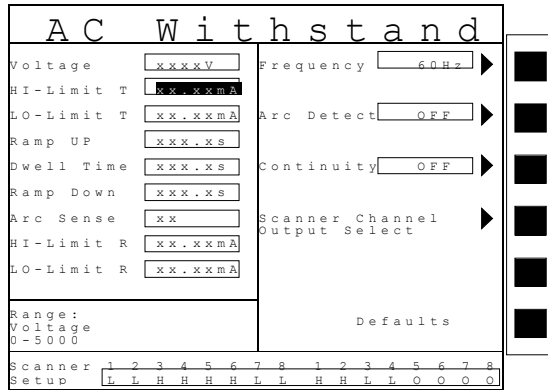 AC Withstand
Voltage xxxxV
HI-Limit T xx.xxmA
LO-Limit T xx.xxmA
Ramp UP xxx.xs
Dwell Time xxx.xs
Ramp Down xxx.xs
Arc Sense xx
HI-Limit R xx.xxmA
LO-Limit R xx.xxmA
Frequency 60Hz
Arc Detect OFF
Continuity OFF
Scanner Channel
Output Select
Range:
Voltage
0-5000
Defaults
Scanner 1 2 3 4 5 6 7 8 1 2 3 4 5 6 7 8
Setup L L H H H H L L H H L L O O O O